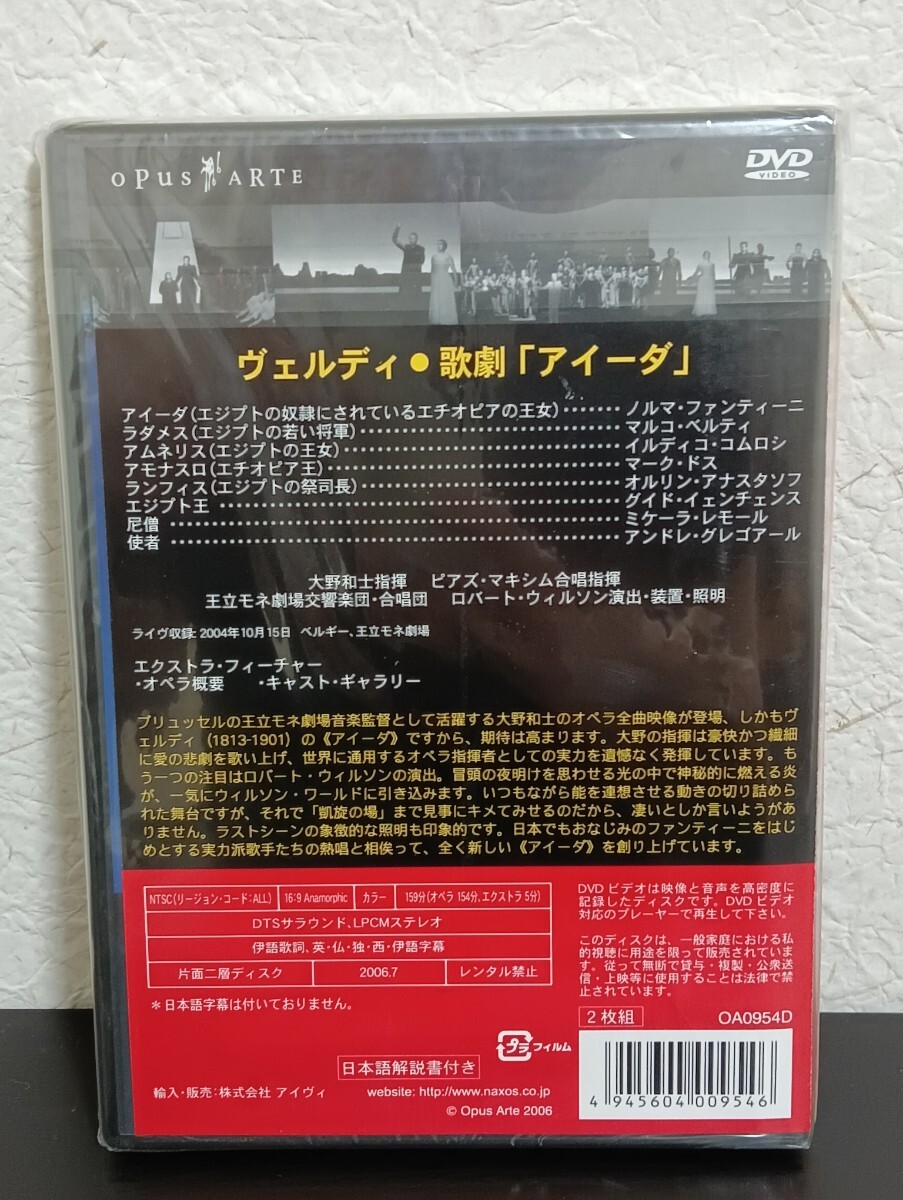 OPUS ARTE
DVD
VIDEO
ヴェルディ●歌劇「アイーダ」
アイーダ(エジプトの奴隷にされているエチオピアの王女)‥‥‥ノルマ・ファンティーニ
ラダメス(エジプトの若い将軍)‥‥‥‥‥‥‥‥‥‥‥‥‥‥マルコ・ベルティ
アムネリス(エジプトの王女)‥‥‥‥‥‥‥‥‥‥‥‥‥‥‥イルディコ・コムロシ
アモナスロ(エチオピア王)‥‥‥‥‥‥‥‥‥‥‥‥‥‥‥‥マーク・ドス
ランフィス(エジプトの祭司長)‥‥‥‥‥‥‥‥‥‥‥‥‥‥オルリン・アナスタソフ
エジプト王 ‥‥‥‥‥‥‥‥‥‥‥‥‥‥‥‥‥‥‥‥‥‥グイド・イェンチェンス
尼僧 ‥‥‥‥‥‥‥‥‥‥‥‥‥‥‥‥‥‥‥‥‥‥‥‥‥ミケーラ・レモール
使者 ‥‥‥‥‥‥‥‥‥‥‥‥‥‥‥‥‥‥‥‥‥‥‥‥‥アンドレ・グレゴアール
大野和士指揮 ピアズ・マキシム合唱指揮
王立モネ劇場交響楽団・合唱団 ロバート・ウィルソン演出・装置・照明
ライヴ収録: 2004年10月15日 ベルギー、王立モネ劇場
エクストラ・フィーチャー
・オペラ概要 ・キャスト・ギャラリー
ブリュッセルの王立モネ劇場音楽監督として活躍する大野和士のオペラ全曲映像が登場、しかもヴ
ェルディ(1813-1901)の《アイーダ》ですから、期待は高まります。大野の指揮は豪快かつ繊細
に愛の悲劇を歌い上げ、世界に通用するオペラ指揮者としての実力を遺憾なく発揮しています。も
う一つの注目はロバート・ウィルソンの演出。冒頭の夜明けを思わせる光の中で神秘的に燃える炎
が、一気にウィルソン・ワールドに引き込みます。いつもながら能を連想させる動きの切り詰めら
れた舞台ですが、それで「凱旋の場」まで見事にキメてみせるのだから、凄いとしか言いようがあ
りません。ラストシーンの象徴的な照明も印象的です。日本でもおなじみのファンティーニをはじ
めとする実力派歌手たちの熱唱と相俟って、全く新しい《アイーダ》を創り上げています。
NTSC(リージョン・コード:ALL) 16:9 Anamorphic カラー 159分(オペラ 154分, エクストラ 5分)
DTSサラウンド、LPCMステレオ
伊語歌詞、英・仏・独・西・伊語字幕
片面二層ディスク 2006.7 レンタル禁止
＊日本語字幕は付いておりません。
日本語解説書付き
プラ フィルム
輸入・販売:株式会社 アイヴィ website: http://www.naxos.co.jp
© Opus Arte 2006
DVDビデオは映像と音声を高密度に
記録したディスクです。DVDビデオ
対応のプレーヤーで再生して下さい。
このディスクは、一般家庭における私
的視聴に用途を限って販売されていま
す。従って無断で貸与・複製・公衆送
信・上映等に使用することは法律で禁
止されています。
2枚組 OA0954D
4 945604 009546